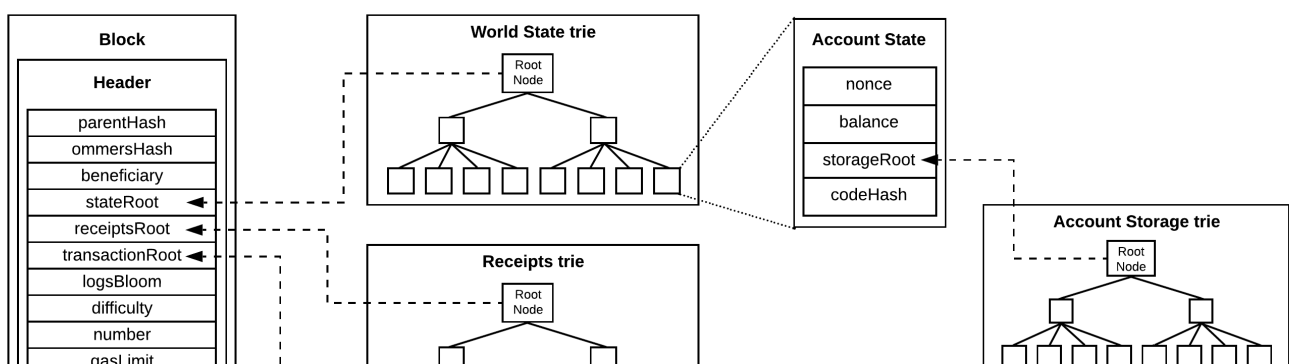 Block
Header
parentHash
ommersHash
beneficiary
stateRoot
receiptsRoot
transactionRoot
logsBloom
difficulty
number
gasLimit
World State trie
Root
Node
Receipts trie
Root
Node
Account State
nonce
balance
storageRoot
codeHash
Account Storage trie
Root
Node